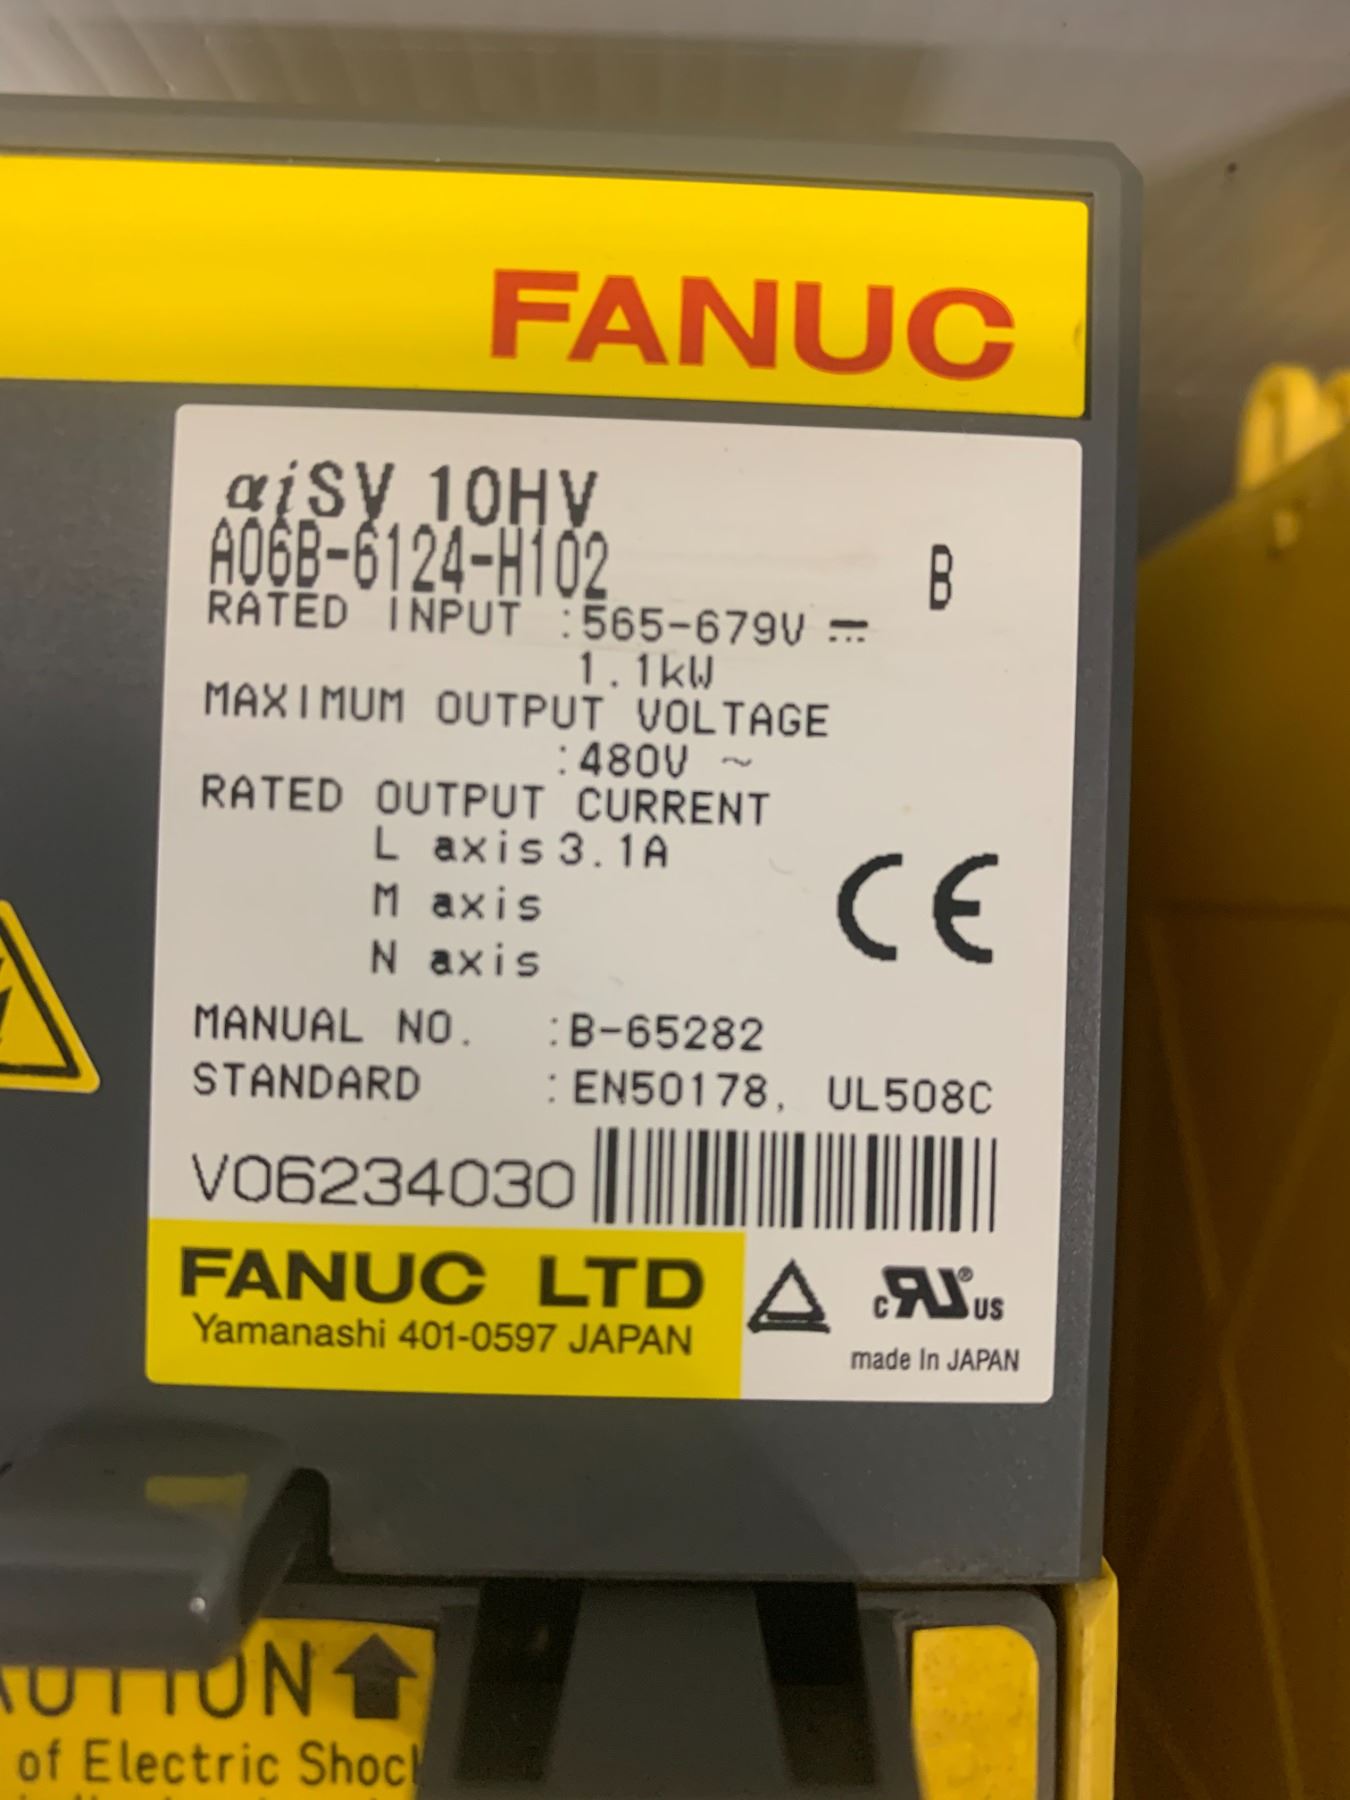 FANUC
αiSV 10HV
A06B-6124-H102 B
RATED INPUT :565-679V ⎓
1.1kW
MAXIMUM OUTPUT VOLTAGE
:480V ~
RATED OUTPUT CURRENT
L axis 3.1A
M axis
N axis
CE
MANUAL NO. :B-65282
STANDARD :EN50178, UL508C
V06234030
FANUC LTD
Yamanashi 401-0597 JAPAN
c RU ® US
made In JAPAN
of Electric